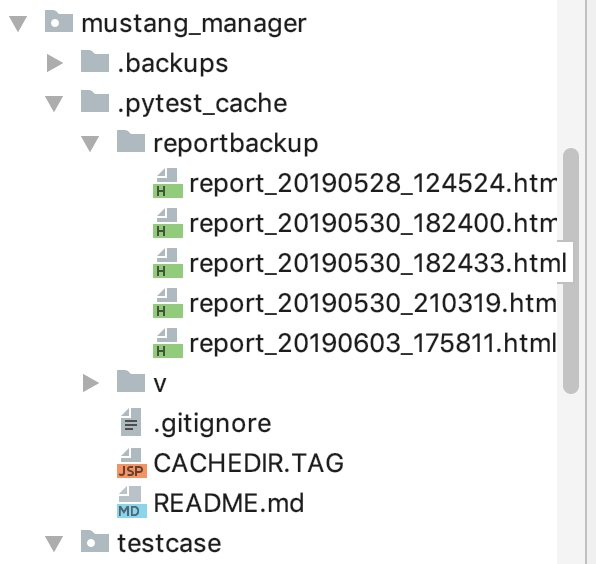 mustang_manager
.backups
.pytest_cache
reportbackup
H report_20190528_124524.htm
H report_20190530_182400.htm
H report_20190530_182433.html
H report_20190530_210319.htm
H report_20190603_175811.html
v
.gitignore
JSP CACHEDIR.TAG
MD README.md
testcase